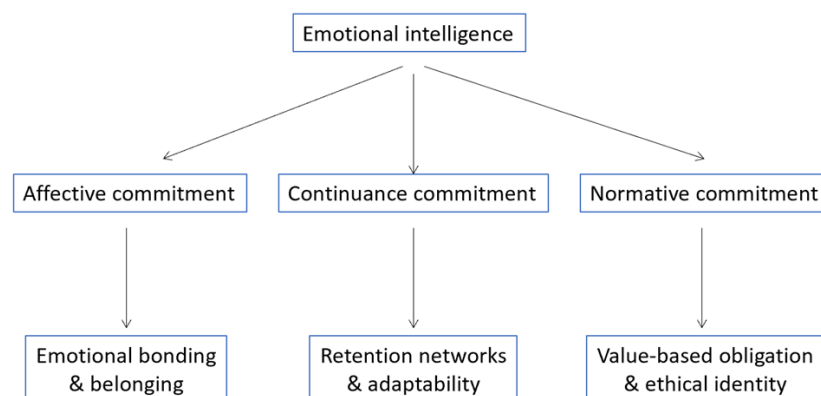 Emotional intelligence
Affective commitment
Continuance commitment
Normative commitment
Emotional bonding
& belonging
Retention networks
& adaptability
Value-based obligation
& ethical identity